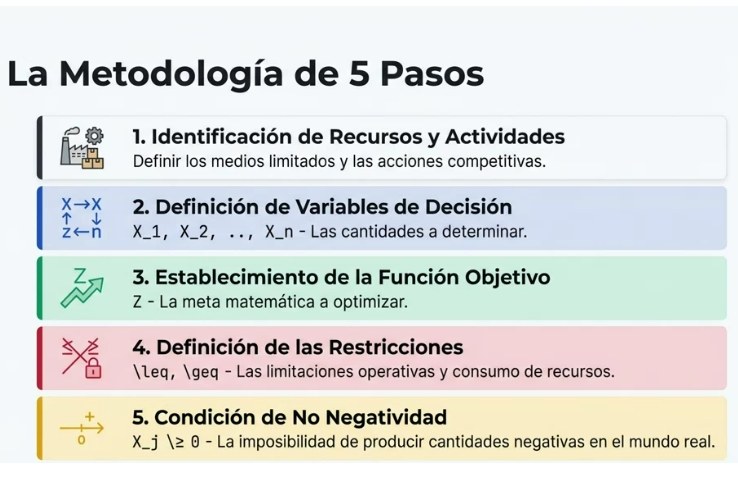 La Metodología de 5 Pasos
1. Identificación de Recursos y Actividades
Definir los medios limitados y las acciones competitivas.
X→X
↑ ↓
z←n
2. Definición de Variables de Decisión
X_1, X_2, .., X_n - Las cantidades a determinar.
Z
3. Establecimiento de la Función Objetivo
Z - La meta matemática a optimizar.
4. Definición de las Restricciones
\leq, \geq - Las limitaciones operativas y consumo de recursos.
+
0
5. Condición de No Negatividad
X_j \≥ 0 - La imposibilidad de producir cantidades negativas en el mundo real.